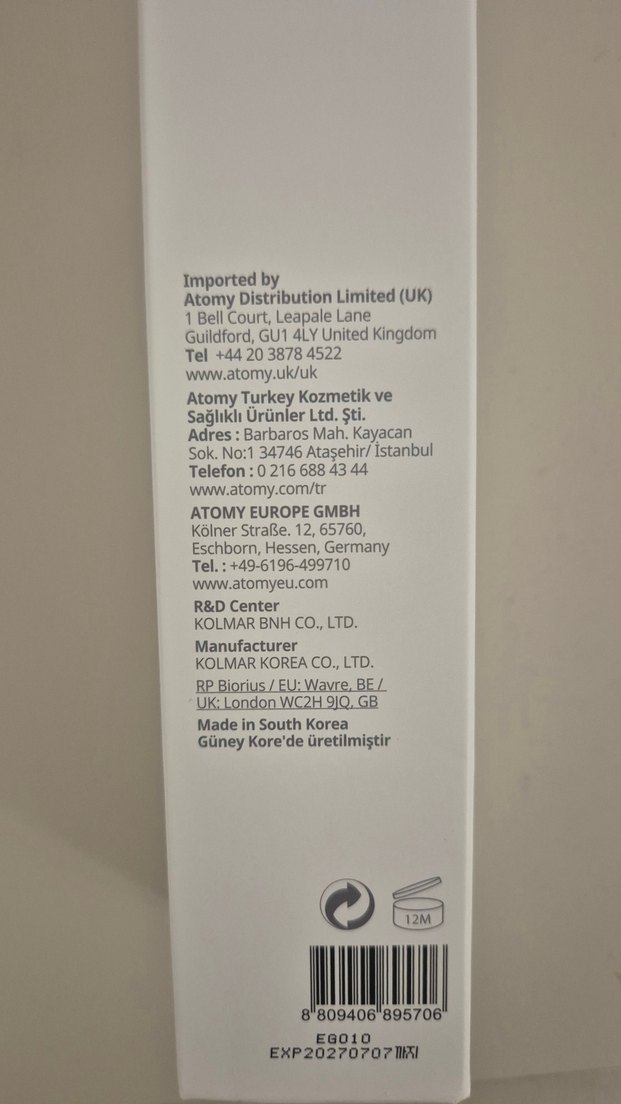 Imported by
Atomy Distribution Limited (UK)
1 Bell Court, Leapale Lane
Guildford, GU1 4LY United Kingdom
Tel +44 20 3878 4522
www.atomy.uk/uk
Atomy Turkey Kozmetik ve
Sağlıklı Ürünler Ltd. Şti.
Adres : Barbaros Mah. Kayacan
Sok. No:1 34746 Ataşehir/ İstanbul
Telefon : 0 216 688 43 44
www.atomy.com/tr
ATOMY EUROPE GMBH
Kölner Straße. 12, 65760,
Eschborn, Hessen, Germany
Tel. : +49-6196-499710
www.atomyeu.com
R&D Center
KOLMAR BNH CO., LTD.
Manufacturer
KOLMAR KOREA CO., LTD.
RP Biorius / EU: Wavre, BE /
UK: London WC2H 9JQ, GB
Made in South Korea
Güney Kore'de üretilmiştir
12M
8 809406 895706
EG010
EXP20270707까지